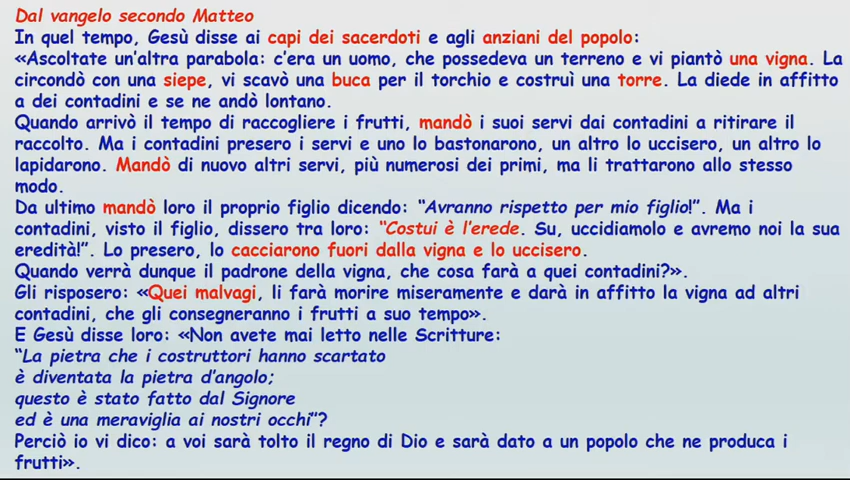 Dal vangelo secondo Matteo
In quel tempo, Gesù disse ai capi dei sacerdoti e agli anziani del popolo:
«Ascoltate un'altra parabola: c'era un uomo, che possedeva un terreno e vi piantò una vigna. La
circondò con una siepe, vi scavò una buca per il torchio e costruì una torre. La diede in affitto
a dei contadini e se ne andò lontano.
Quando arrivò il tempo di raccogliere i frutti, mandò i suoi servi dai contadini a ritirare il
raccolto. Ma i contadini presero i servi e uno lo bastonarono, un altro lo uccisero, un altro lo
lapidarono. Mandò di nuovo altri servi, più numerosi dei primi, ma li trattarono allo stesso
modo.
Da ultimo mandò loro il proprio figlio dicendo: “Avranno rispetto per mio figlio!”. Ma i
contadini, visto il figlio, dissero tra loro: “Costui è l'erede. Su, uccidiamolo e avremo noi la sua
eredità!”. Lo presero, lo cacciarono fuori dalla vigna e lo uccisero.
Quando verrà dunque il padrone della vigna, che cosa farà a quei contadini?».
Gli risposero: «Quei malvagi, li farà morire miseramente e darà in affitto la vigna ad altri
contadini, che gli consegneranno i frutti a suo tempo».
E Gesù disse loro: «Non avete mai letto nelle Scritture:
“La pietra che i costruttori hanno scartato
è diventata la pietra d'angolo;
questo è stato fatto dal Signore
ed è una meraviglia ai nostri occhi”?
Perciò io vi dico: a voi sarà tolto il regno di Dio e sarà dato a un popolo che ne produca i
frutti».